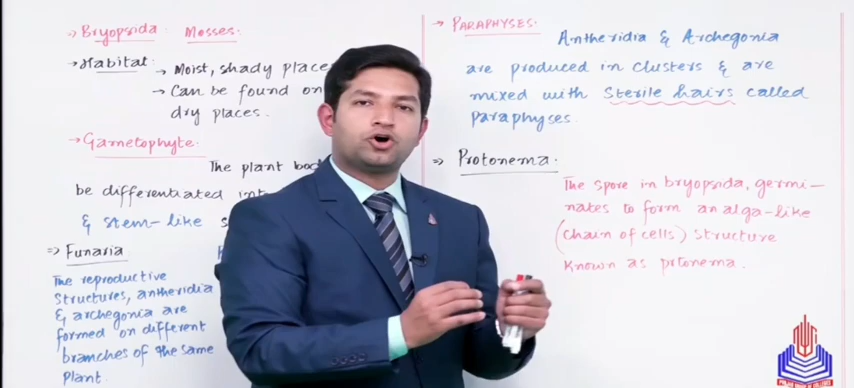 ⇒ Bryopsida: Mosses.
→ Habitat: → Moist, shady place
→ Can be found on
dry places.
→ Gametophyte.
The plant bod
be differentiated int
& stem-like s
⇒ Funaria
The reproductive
structures, antheridia
& archegonia are
formed on different
branches of the same
plant.
→ PARAPHYSES.
Antheridia & Archegonia
are produced in clusters & are
mixed with sterile hairs called
paraphyses.
⇒ Protonema.
The spore in bryopsida, germi-
nates to form an alga-like
(chain of cells) structure
known as prtonema.